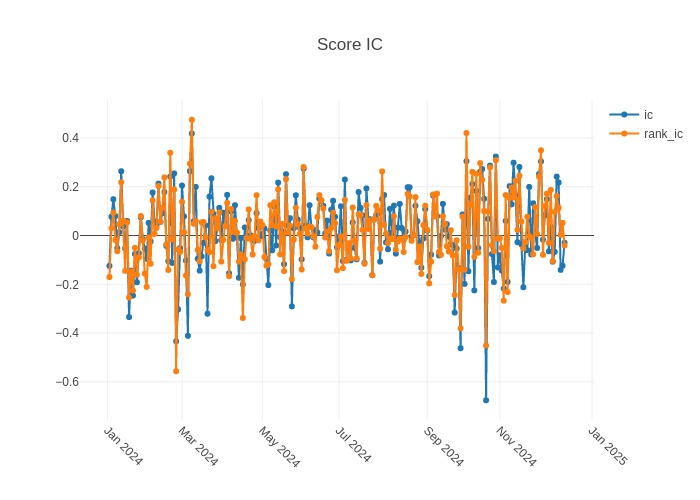 Score IC
ic
rank_ic
0.4
0.2
0
−0.2
−0.4
−0.6
Jan 2024
Mar 2024
May 2024
Jul 2024
Sep 2024
Nov 2024
Jan 2025